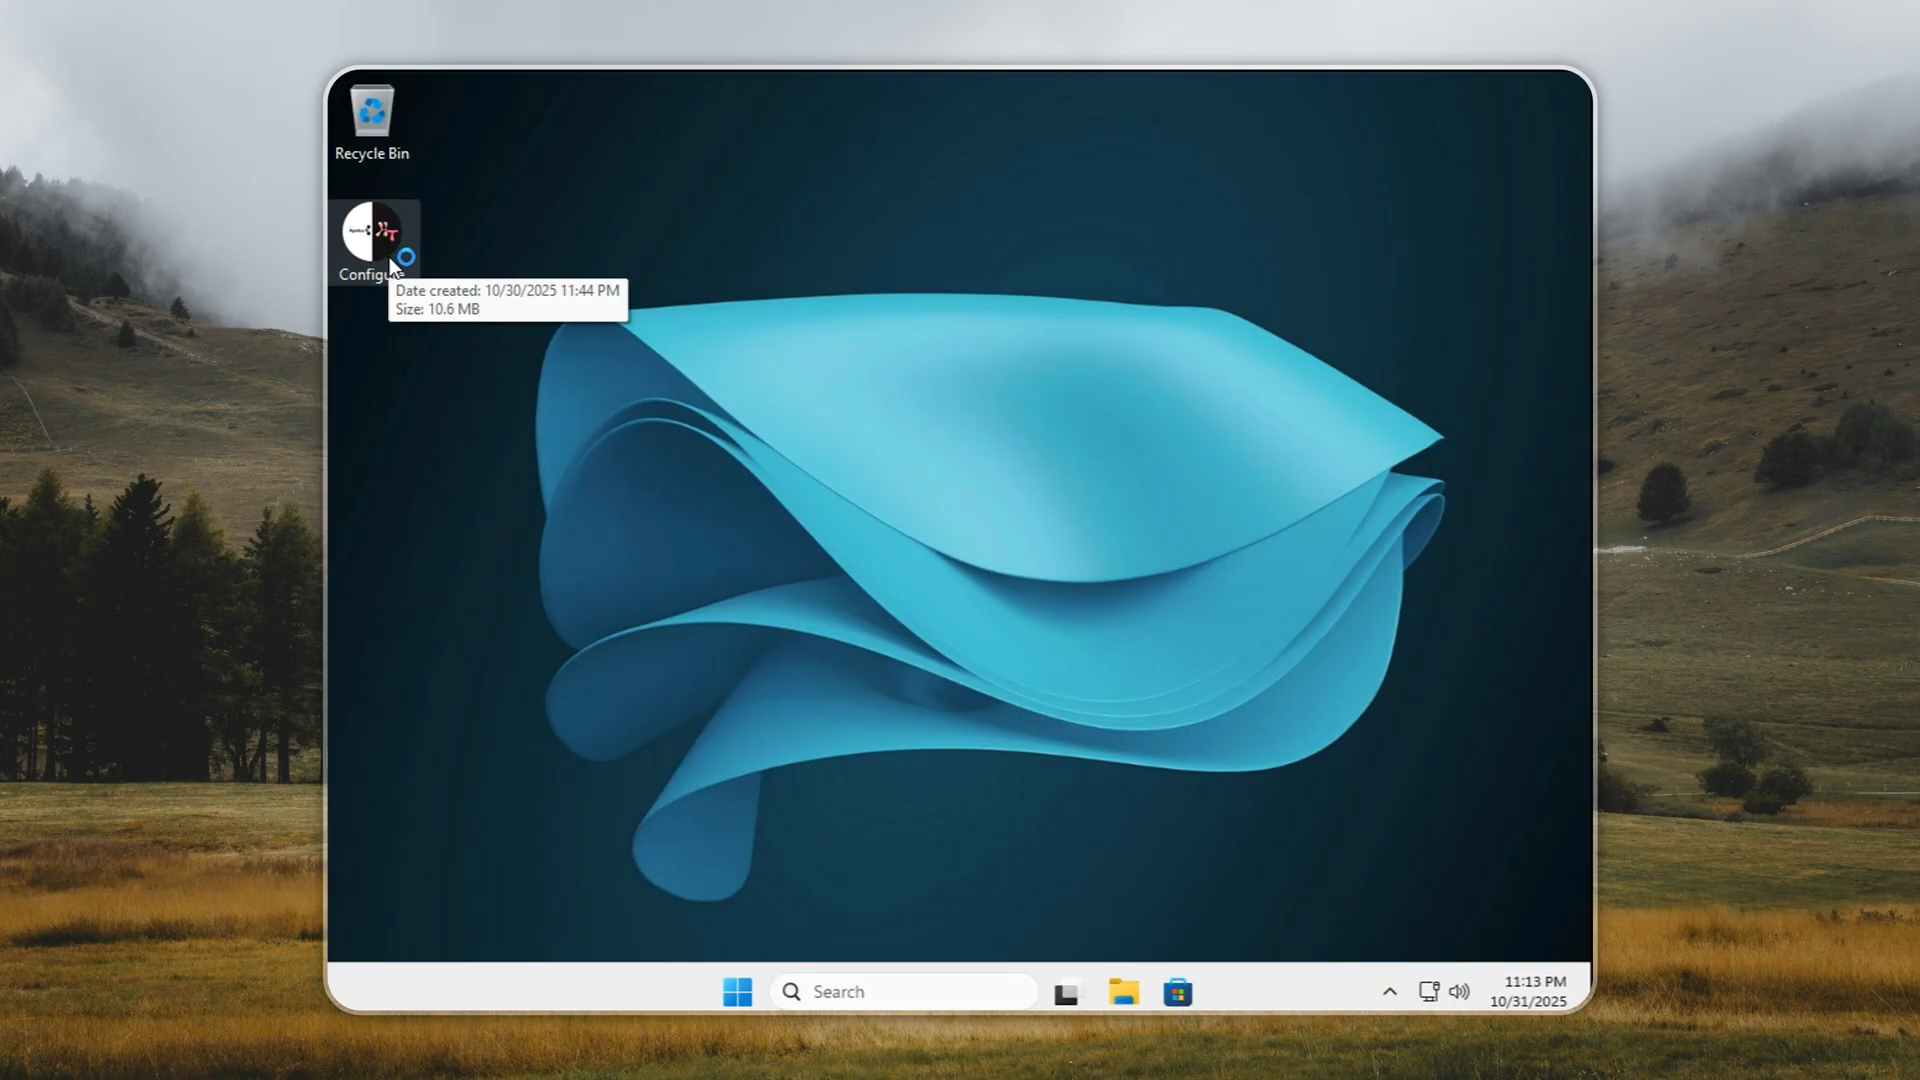 Recycle Bin
Configure
Date created: 10/30/2025 11:44 PM
Size: 10.6 MB
Search
11:13 PM
10/31/2025